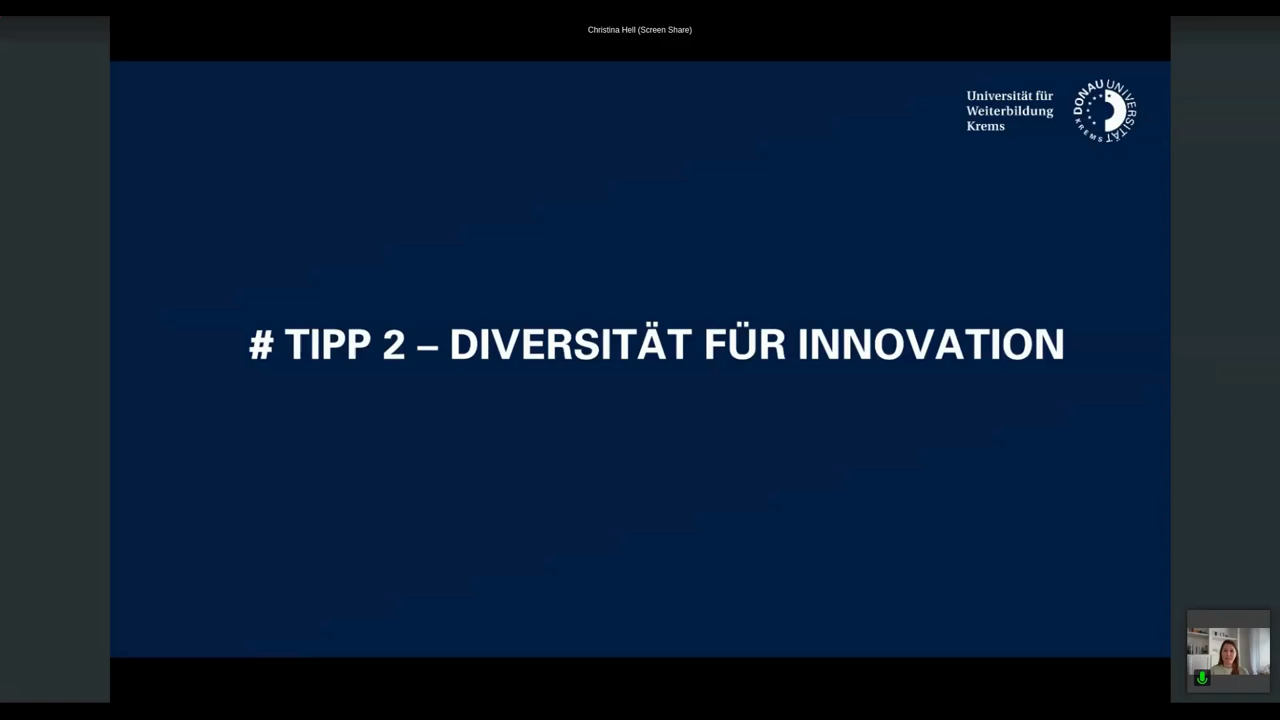 Christina Hell (Screen Share)
Universität für
Weiterbildung
Krems
DONAU UNIVERSITÄT
KREMS
# TIPP 2 – DIVERSITÄT FÜR INNOVATION